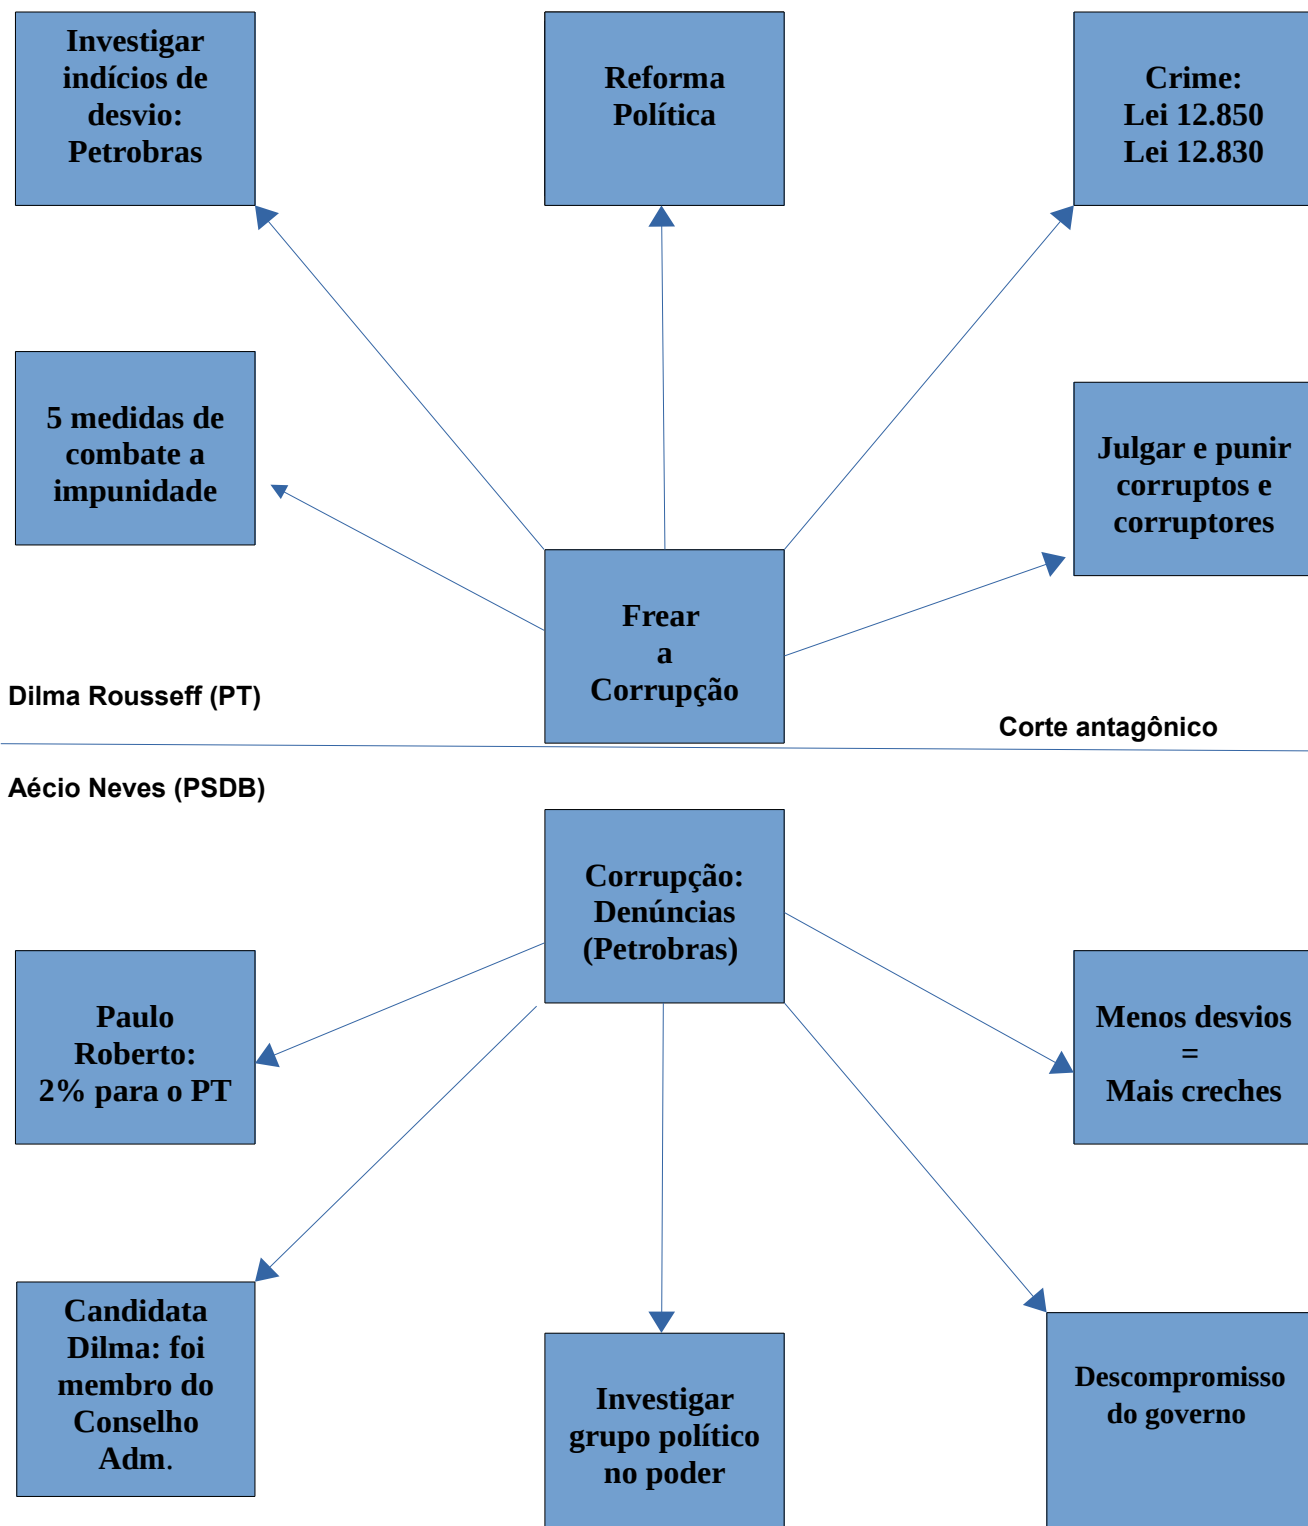 Investigar
indícios de
desvio:
Petrobras
Reforma
Política
Crime:
Lei 12.850
Lei 12.830
5 medidas de
combate a
impunidade
Julgar e punir
corruptos e
corruptores
Frear
a
Corrupção
Dilma Rousseff (PT)
Corte antagônico
Aécio Neves (PSDB)
Corrupção:
Denúncias
(Petrobras)
Paulo
Roberto:
2% para o PT
Menos desvios
=
Mais creches
Candidata
Dilma: foi
membro do
Conselho
Adm.
Investigar
grupo político
no poder
Descompromisso
do governo